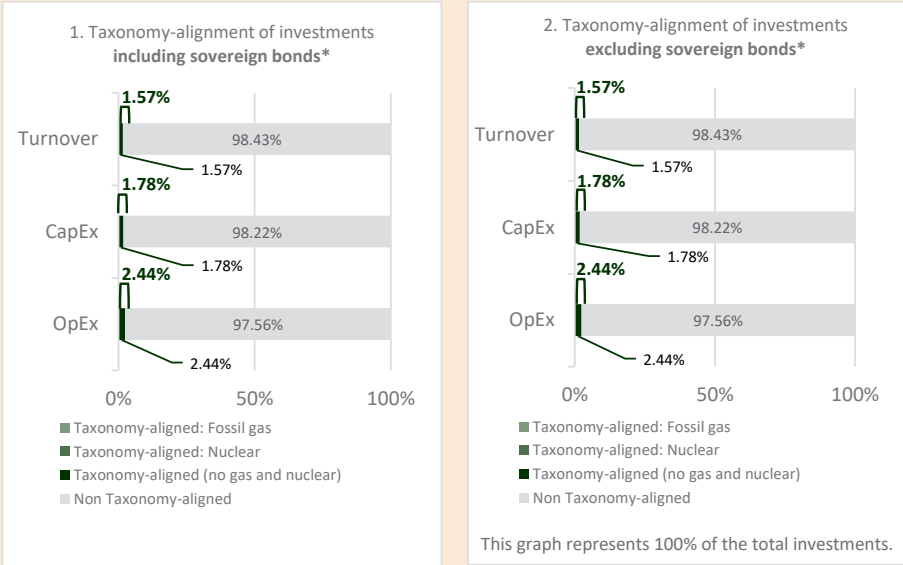 1. Taxonomy-alignment of investments
including sovereign bonds*
1.57%
Turnover
98.43%
1.57%
1.78%
CapEx
98.22%
1.78%
2.44%
OpEx
97.56%
2.44%
0%
50%
100%
Taxonomy-aligned: Fossil gas
Taxonomy-aligned: Nuclear
Taxonomy-aligned (no gas and nuclear)
Non Taxonomy-aligned
2. Taxonomy-alignment of investments
excluding sovereign bonds*
1.57%
Turnover
98.43%
1.57%
1.78%
CapEx
98.22%
1.78%
2.44%
OpEx
97.56%
2.44%
0%
50%
100%
Taxonomy-aligned: Fossil gas
Taxonomy-aligned: Nuclear
Taxonomy-aligned (no gas and nuclear)
Non Taxonomy-aligned
This graph represents 100% of the total investments.